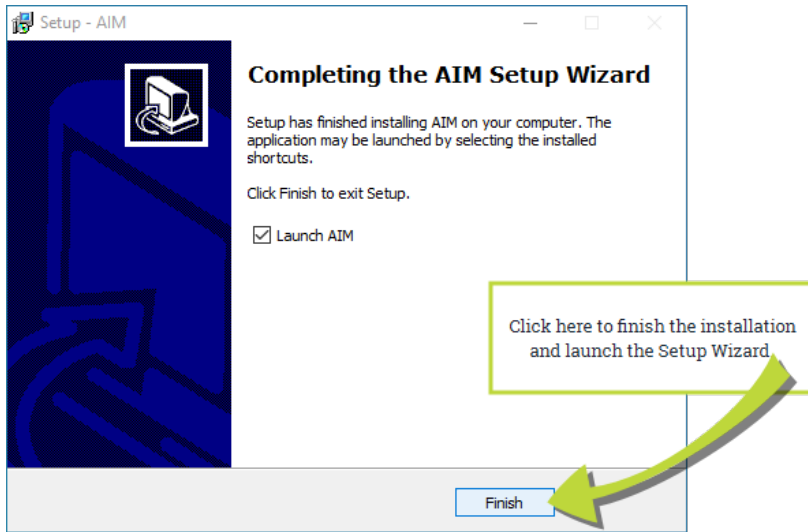 Setup - AIM
Completing the AIM Setup Wizard
Setup has finished installing AIM on your computer. The
application may be launched by selecting the installed
shortcuts.
Click Finish to exit Setup.
Launch AIM
Click here to finish the installation
and launch the Setup Wizard
Finish